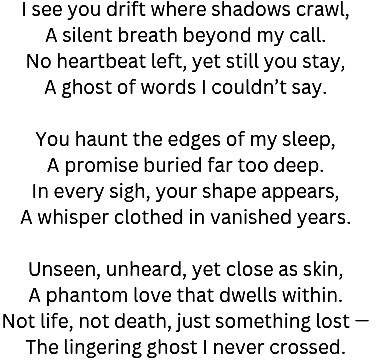 I see you drift where shadows crawl,
A silent breath beyond my call.
No heartbeat left, yet still you stay,
A ghost of words I couldn’t say.

You haunt the edges of my sleep,
A promise buried far too deep.
In every sigh, your shape appears,
A whisper clothed in vanished years.

Unseen, unheard, yet close as skin,
A phantom love that dwells within.
Not life, not death, just something lost —
The lingering ghost I never crossed.